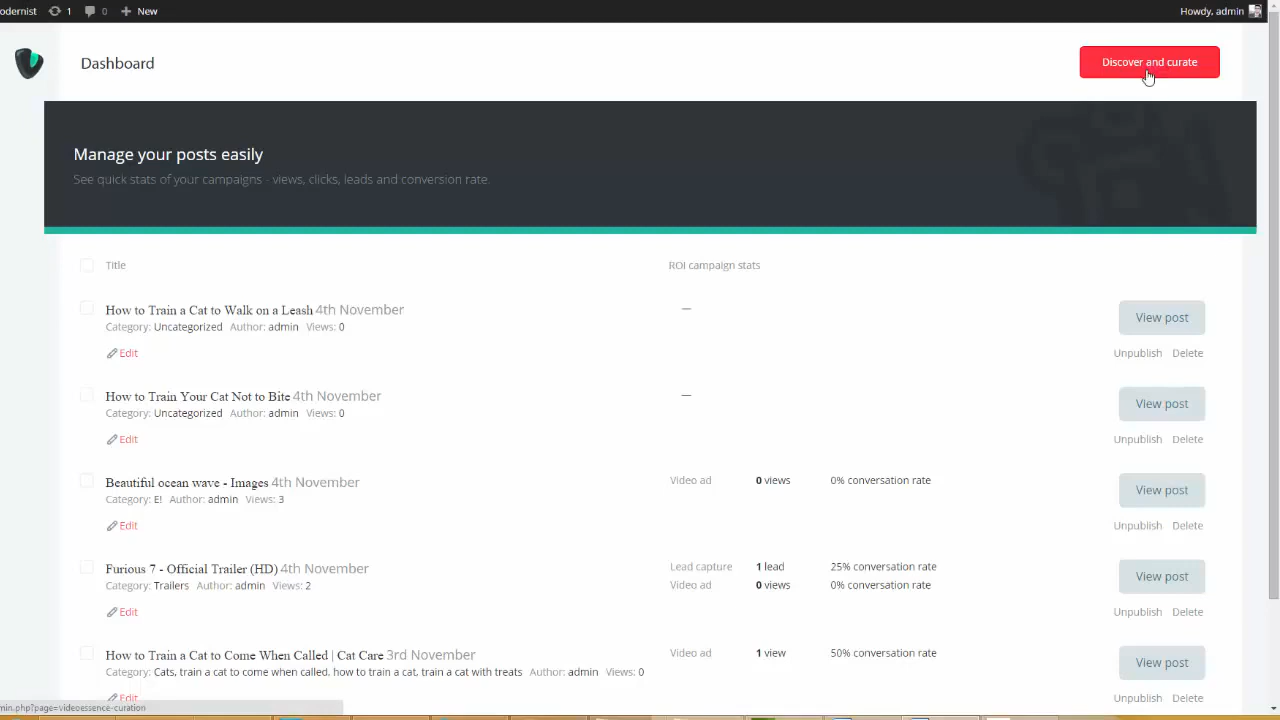 odernist 1 0 New Howdy, admin
Dashboard
Discover and curate
Manage your posts easily
See quick stats of your campaigns - views, clicks, leads and conversion rate.
Title ROI campaign stats
How to Train a Cat to Walk on a Leash 4th November —
View post
Category: Uncategorized Author: admin Views: 0
Edit Unpublish Delete
How to Train Your Cat Not to Bite 4th November —
View post
Category: Uncategorized Author: admin Views: 0
Edit Unpublish Delete
Beautiful ocean wave - Images 4th November Video ad 0 views 0% conversation rate
View post
Category: E! Author: admin Views: 3
Edit Unpublish Delete
Furious 7 - Official Trailer (HD) 4th November Lead capture 1 lead 25% conversation rate
View post
Category: Trailers Author: admin Views: 2 Video ad 0 views 0% conversation rate
Edit Unpublish Delete
How to Train a Cat to Come When Called | Cat Care 3rd November Video ad 1 view 50% conversation rate
View post
Category: Cats, train a cat to come when called, how to train a cat, train a cat with treats Author: admin Views: 0
Edit Unpublish Delete
min.php?page=videoessence-curation